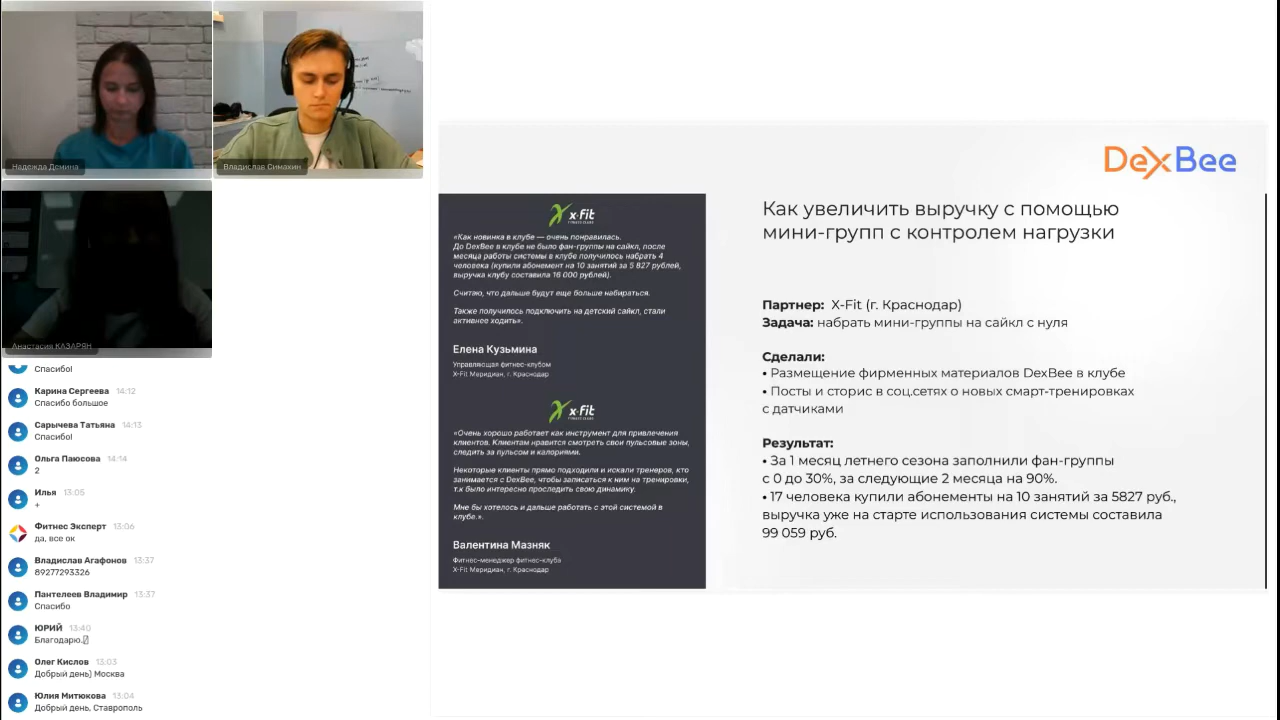 Надежда Демина
Владислав Симахин
Анастасия КАЗАРЯН
Спасибо!
Карина Сергеева 14:12
Спасибо большое
Сарычева Татьяна 14:13
Спасибо!
Ольга Паюсова 14:14
2
Илья 13:05
+
Фитнес Эксперт 13:06
да, все ок
Владислав Агафонов 13:37
89277293326
Пантелеев Владимир 13:37
Спасибо
ЮРИЙ 13:40
Благодарю.
Олег Кислов 13:03
Добрый день) Москва
Юлия Митюкова 13:04
Добрый день, Ставрополь
DexBee
x-fit
«Как новинка в клубе — очень понравилась.
До DexBee в клубе не было фан-группы на сайкл, после
месяца работы системы в клубе получилось набрать 4
человека (купили абонемент на 10 занятий за 5 827 рублей,
выручка клубу составила 16 000 рублей).
Считаю, что дальше будут еще больше набираться.
Также получилось подключить на детский сайкл, стали
активнее ходить».
Елена Кузьмина
Управляющая фитнес-клубом
X-Fit Меридиан, г. Краснодар
x-fit
«Очень хорошо работает как инструмент для привлечения
клиентов. Клиентам нравится смотреть свои пульсовые зоны,
следить за пульсом и калориями.
Некоторые клиенты прямо подходили и искали тренеров, кто
занимается с DexBee, чтобы записаться к ним на тренировки,
т.к было интересно проследить свою динамику.
Мне бы хотелось и дальше работать с этой системой в
клубе.».
Валентина Мазняк
Фитнес-менеджер фитнес-клуба
X-Fit Меридиан, г. Краснодар
Как увеличить выручку с помощью
мини-групп с контролем нагрузки
Партнер: X-Fit (г. Краснодар)
Задача: набрать мини-группы на сайкл с нуля
Сделали:
• Размещение фирменных материалов DexBee в клубе
• Посты и сторис в соц.сетях о новых смарт-тренировках
с датчиками
Результат:
• За 1 месяц летнего сезона заполнили фан-группы
с 0 до 30%, за следующие 2 месяца на 90%.
• 17 человека купили абонементы на 10 занятий за 5827 руб.,
выручка уже на старте использования системы составила
99 059 руб.